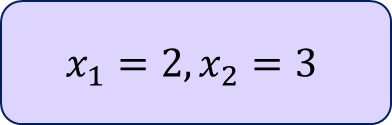 x₁ = 2, x₂ = 3